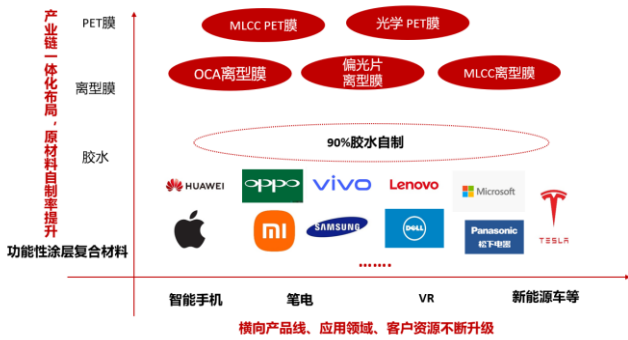 产业链一体化布局，原材料自制率提升
PET膜
MLCC PET膜
光学 PET膜
离型膜
OCA离型膜
偏光片
离型膜
MLCC离型膜
胶水
90%胶水自制
HUAWEI
oppo
vivo
Lenovo
Microsoft
mi
SAMSUNG
DELL
Panasonic
松下电器
TESLA
功能性涂层复合材料
.......
智能手机
笔电
VR
新能源车等
横向产品线、应用领域、客户资源不断升级